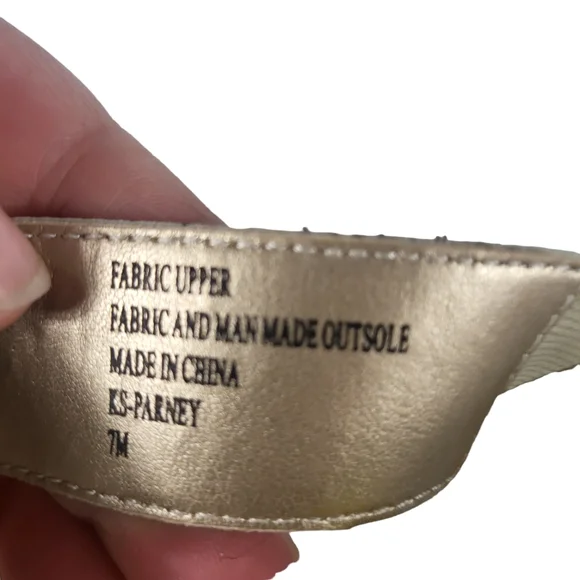 FABRIC UPPER
FABRIC AND MAN MADE OUTSOLE
MADE IN CHINA
KS-PARNEY
7M